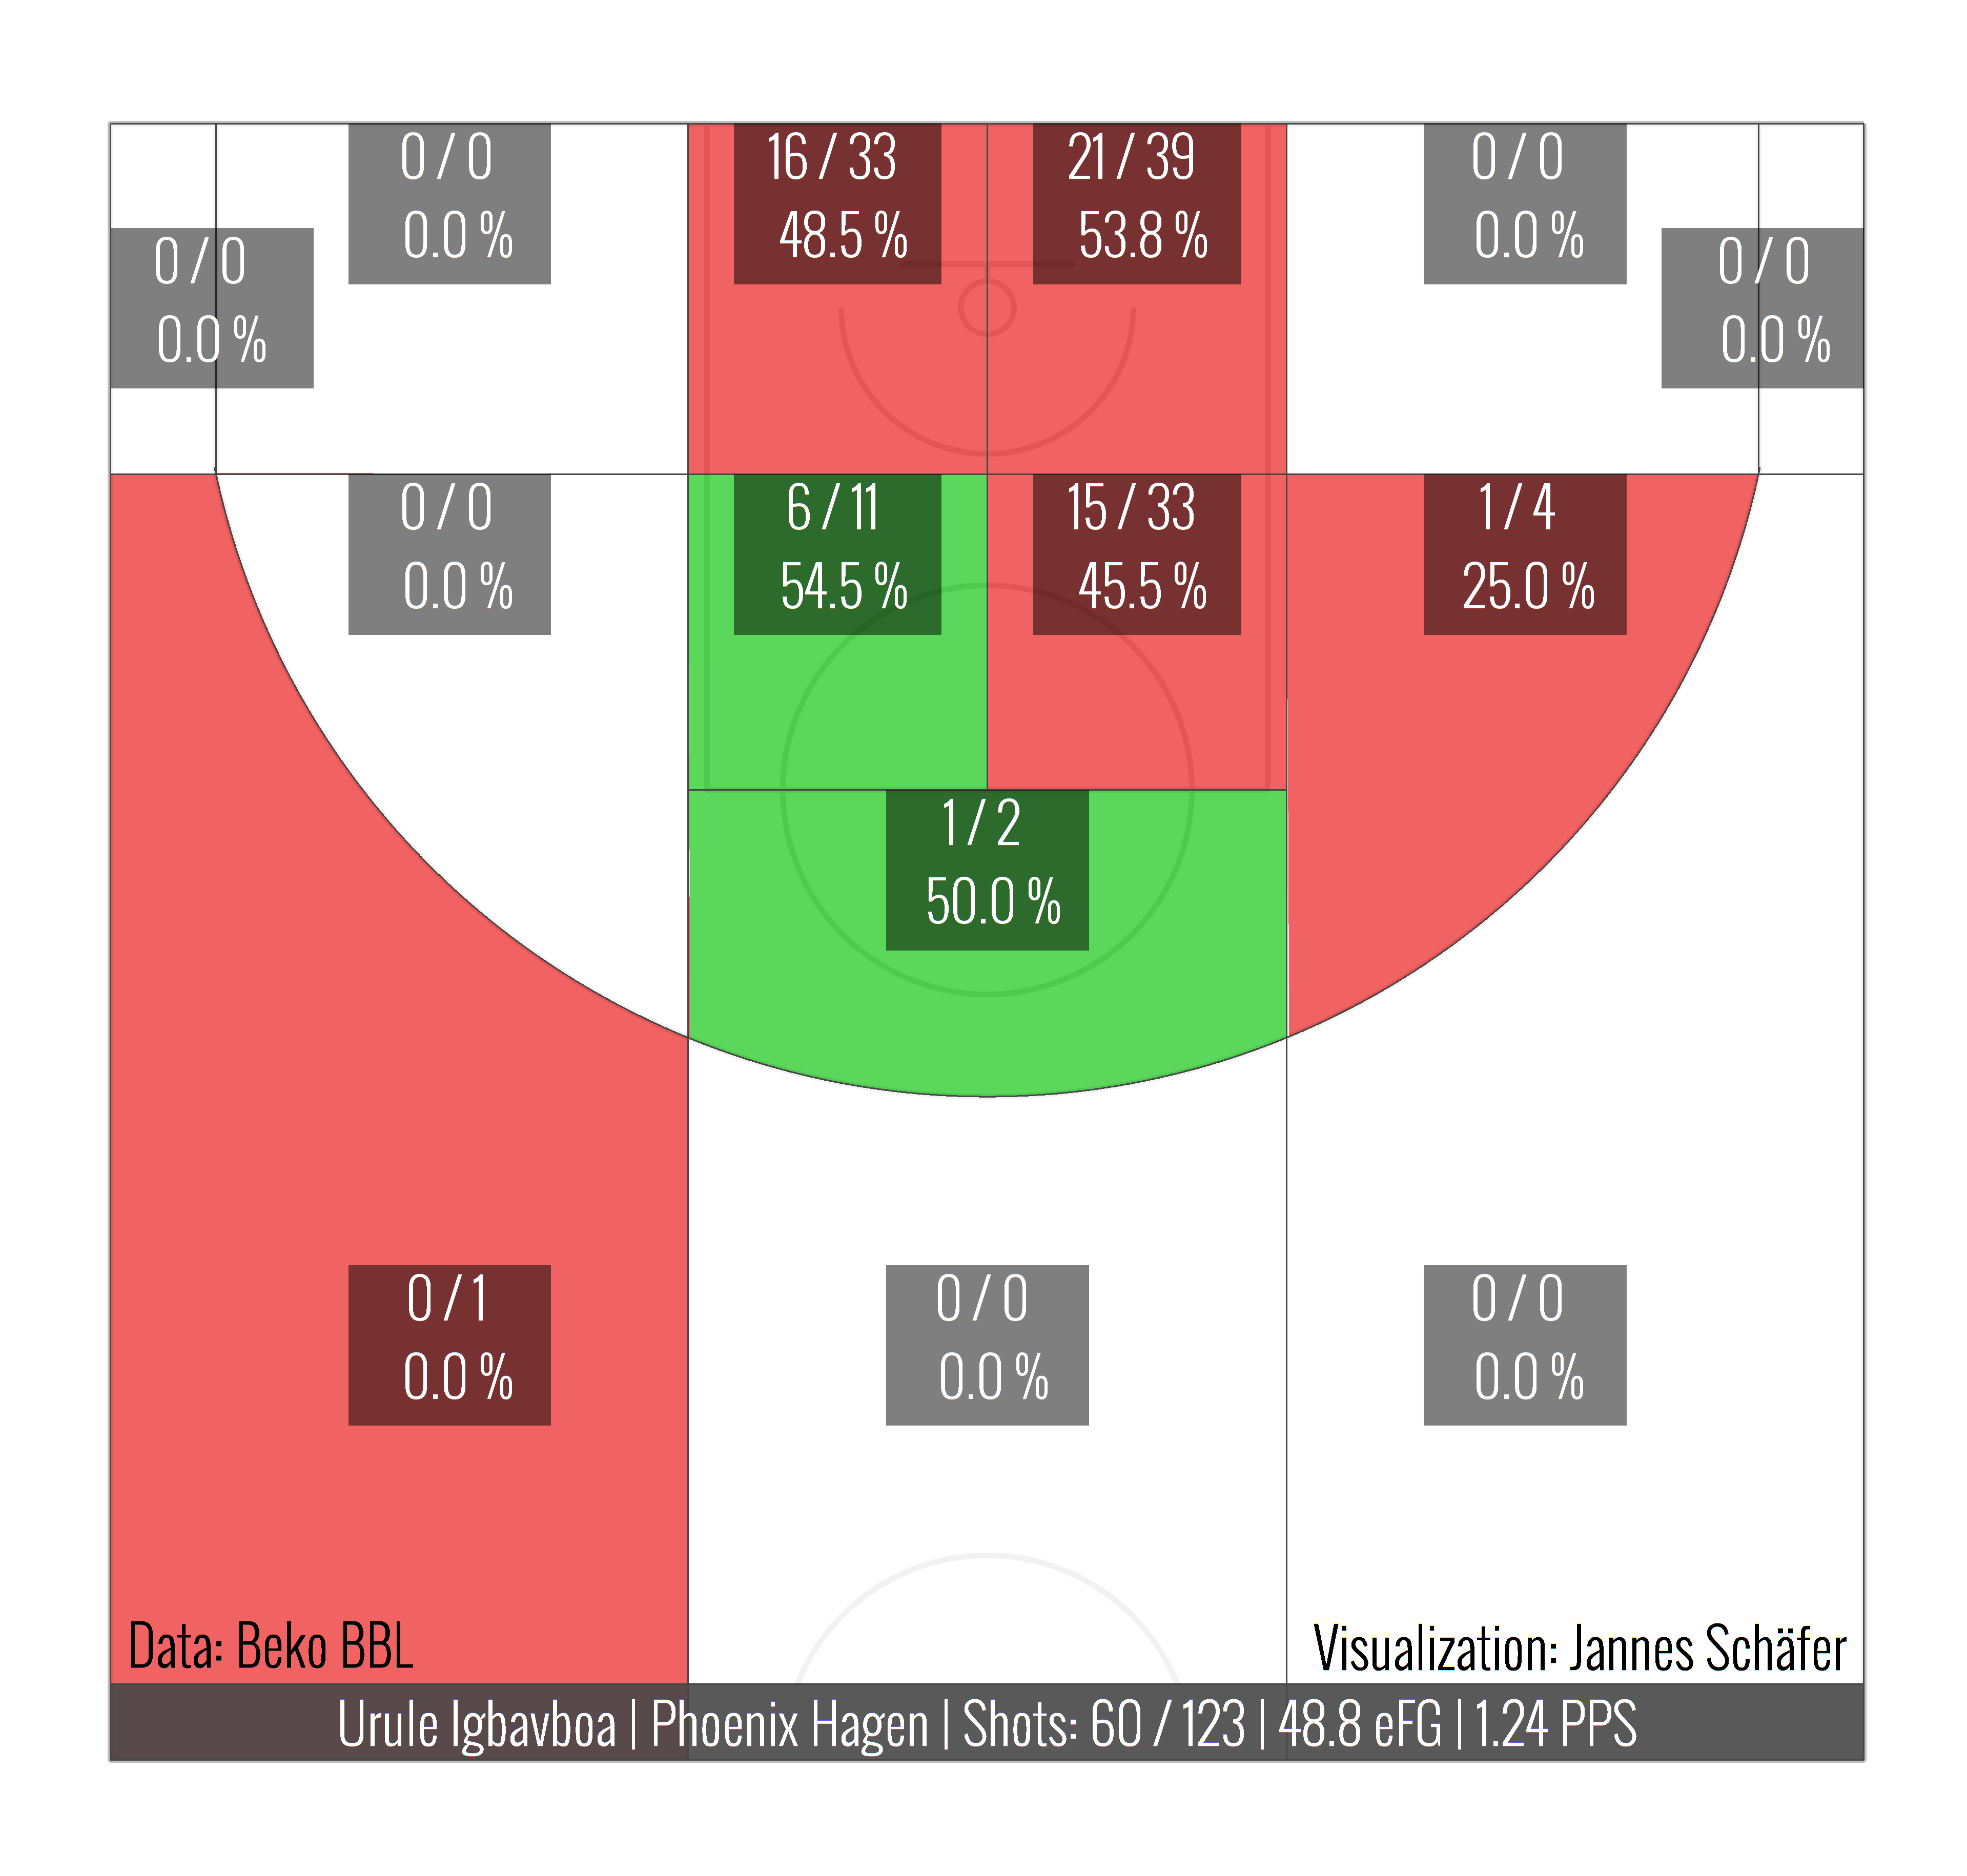 0 / 0
0.0 %
16 / 33
48.5 %
21 / 39
53.8 %
0 / 0
0.0 %
0 / 0
0.0 %
0 / 0
0.0 %
0 / 0
0.0 %
6 / 11
54.5 %
15 / 33
45.5 %
1 / 4
25.0 %
1 / 2
50.0 %
0 / 1
0.0 %
0 / 0
0.0 %
0 / 0
0.0 %
Data: Beko BBL
Visualization: Jannes Schäfer
Urule Igbavboa | Phoenix Hagen | Shots: 60 / 123 | 48.8 eFG | 1.24 PPS